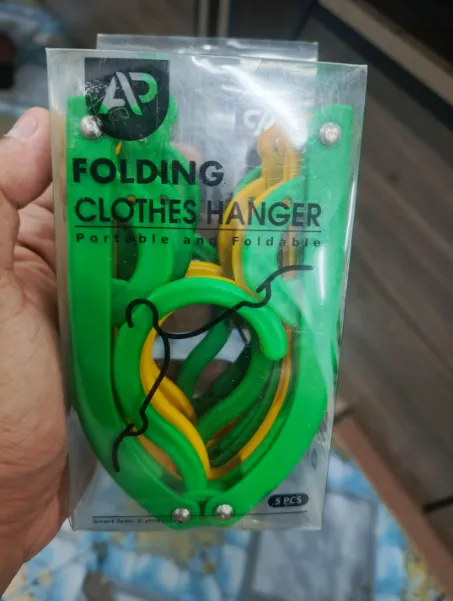 AP
FOLDING
CLOTHES HANGER
Portable and Foldable
5 PCS